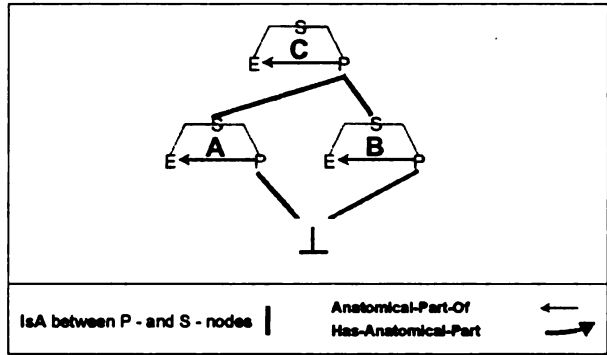 S
C
E P
S S
A B
E P E P
⊥
IsA between P - and S - nodes
Anatomical-Part-Of
Has-Anatomical-Part